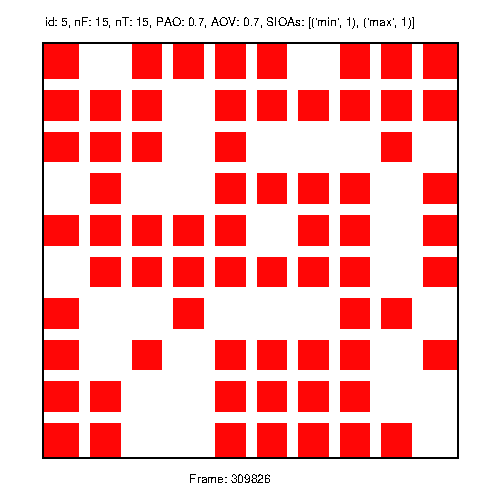 id: 5, nF: 15, nT: 15, PAO: 0.7, AOV: 0.7, SIOAs: [('min', 1), ('max', 1)]
Frame: 309826